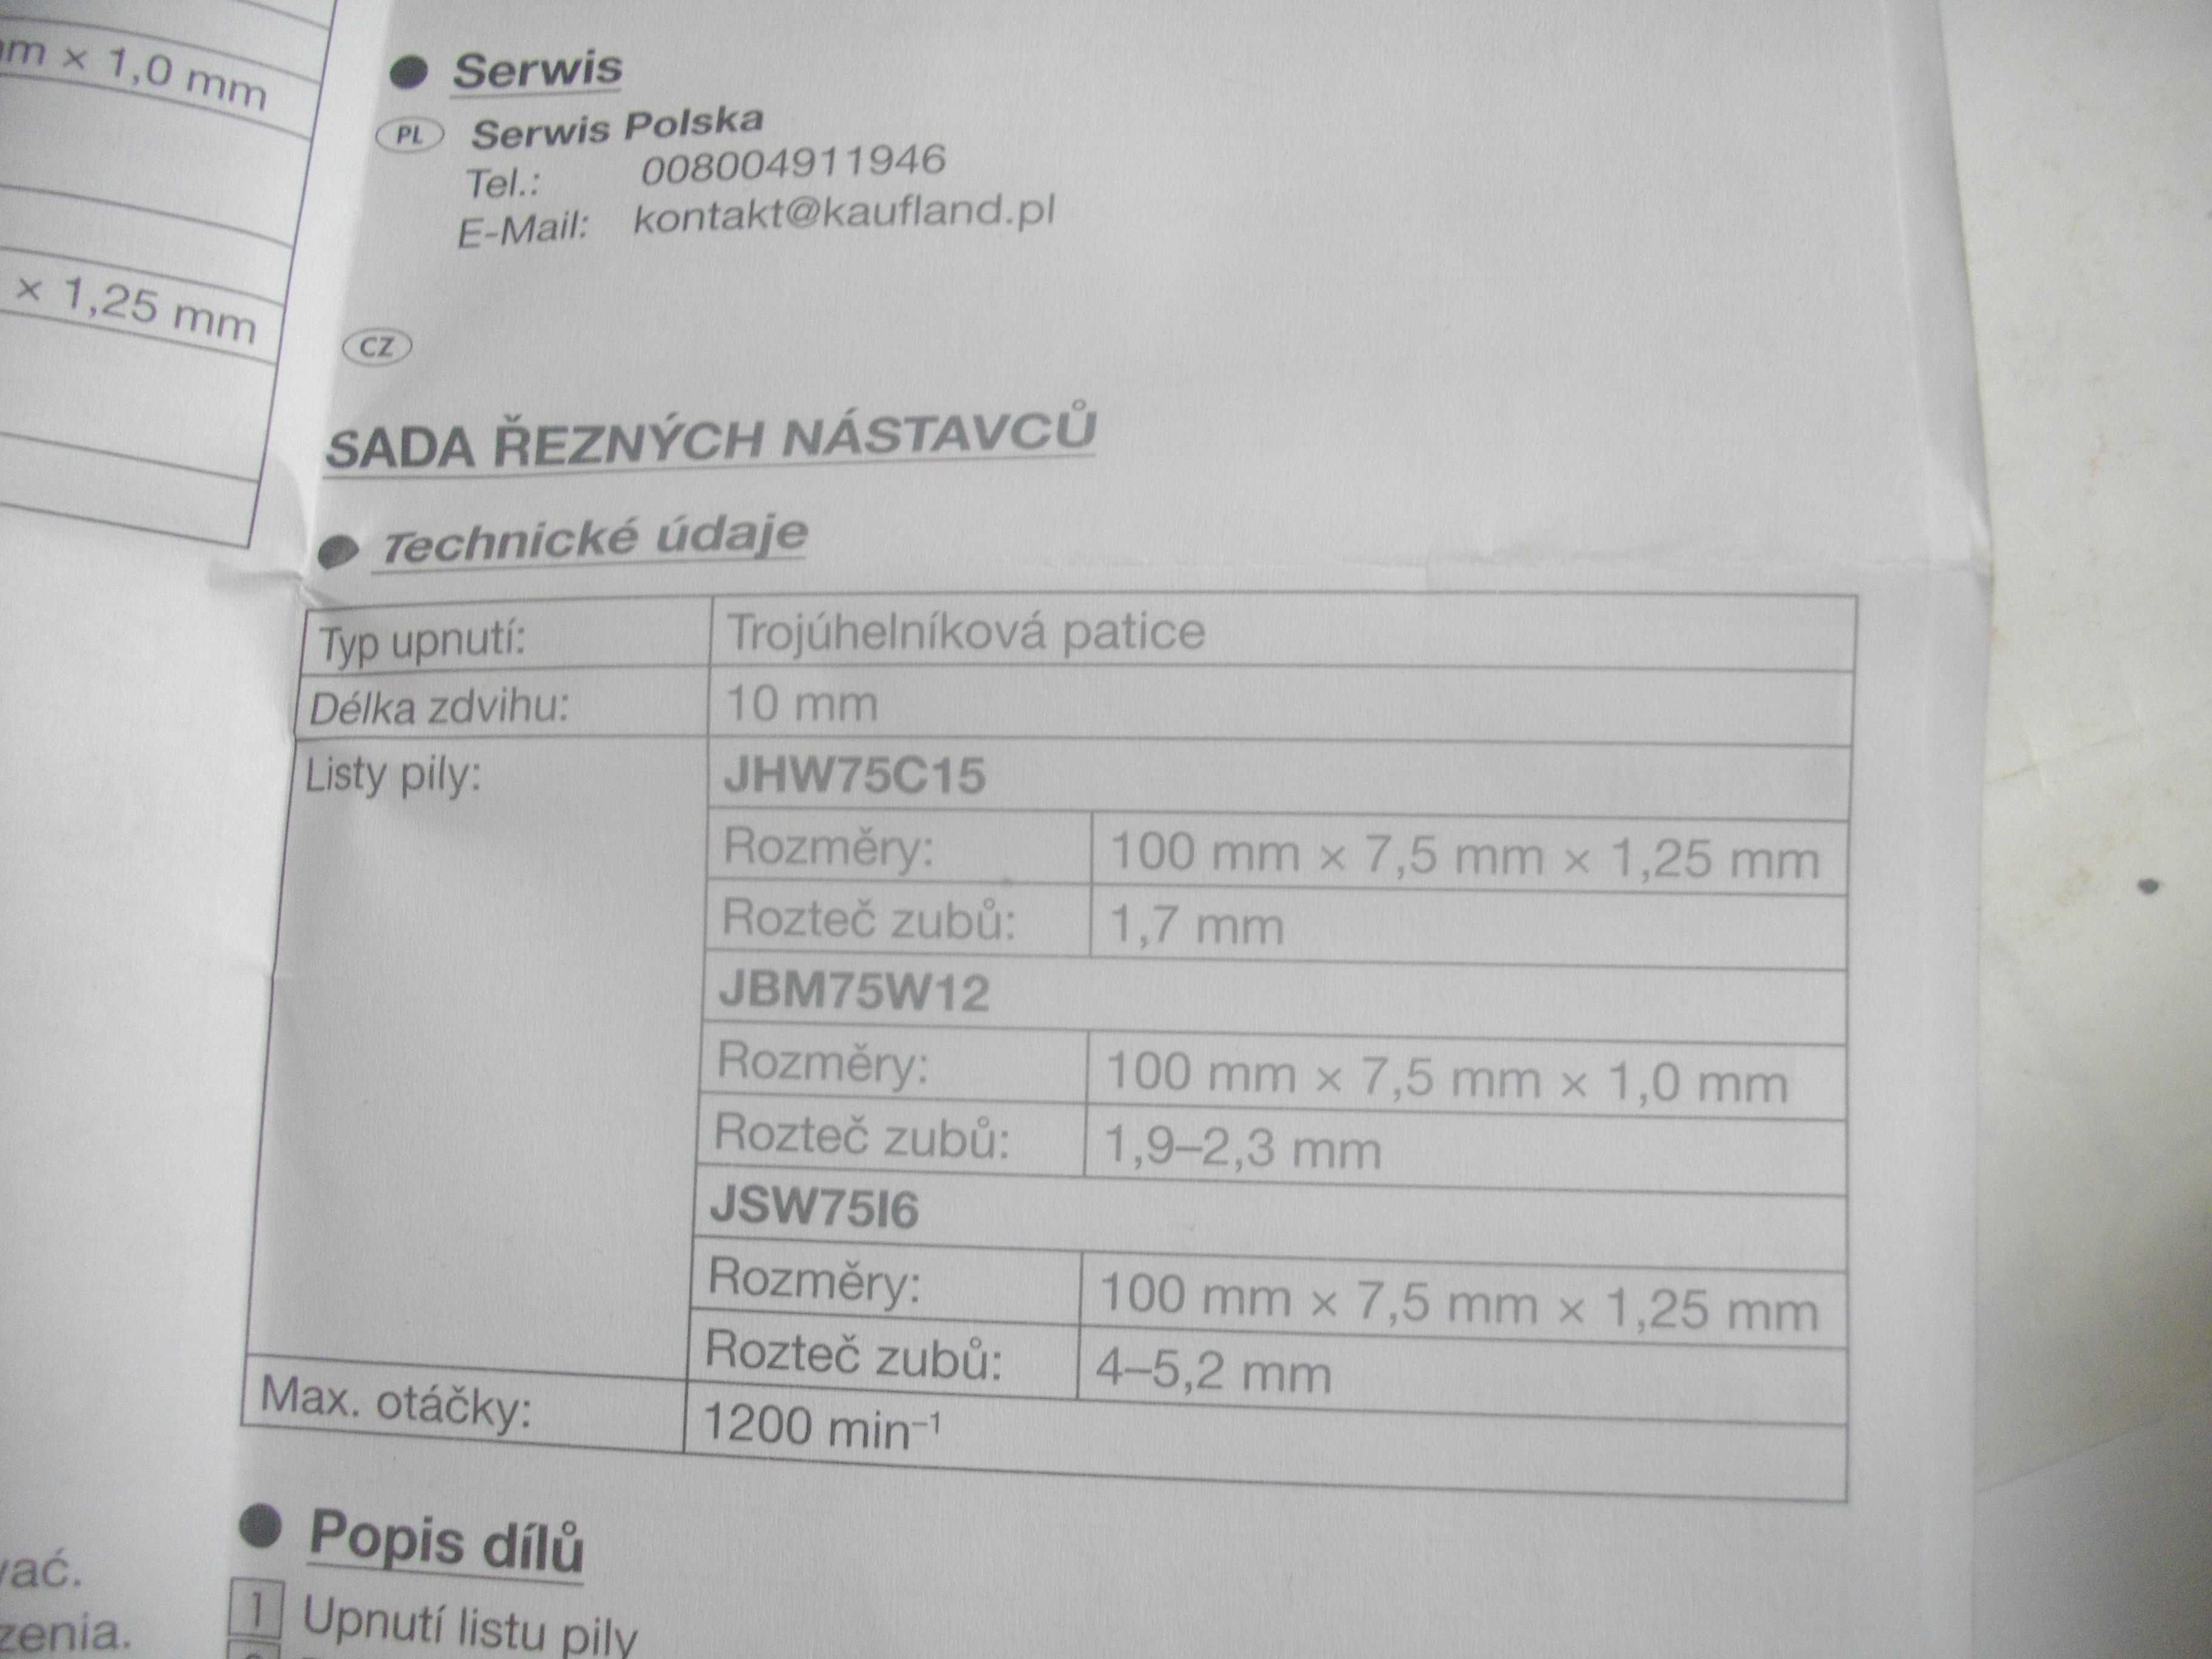 m × 1,0 mm
× 1,25 mm
● Serwis
PL Serwis Polska
Tel.: 008004911946
E-Mail: kontakt@kaufland.pl
CZ
SADA ŘEZNÝCH NÁSTAVCŮ
● Technické údaje
Typ upnutí: Trojúhelníková patice
Délka zdvihu: 10 mm
Listy pily: JHW75C15
Rozměry: 100 mm × 7,5 mm × 1,25 mm
Rozteč zubů: 1,7 mm
JBM75W12
Rozměry: 100 mm × 7,5 mm × 1,0 mm
Rozteč zubů: 1,9–2,3 mm
JSW75I6
Rozměry: 100 mm × 7,5 mm × 1,25 mm
Rozteč zubů: 4–5,2 mm
Max. otáčky: 1200 min⁻¹
● Popis dílů
1 Upnutí listu pily
vać.
zenia.